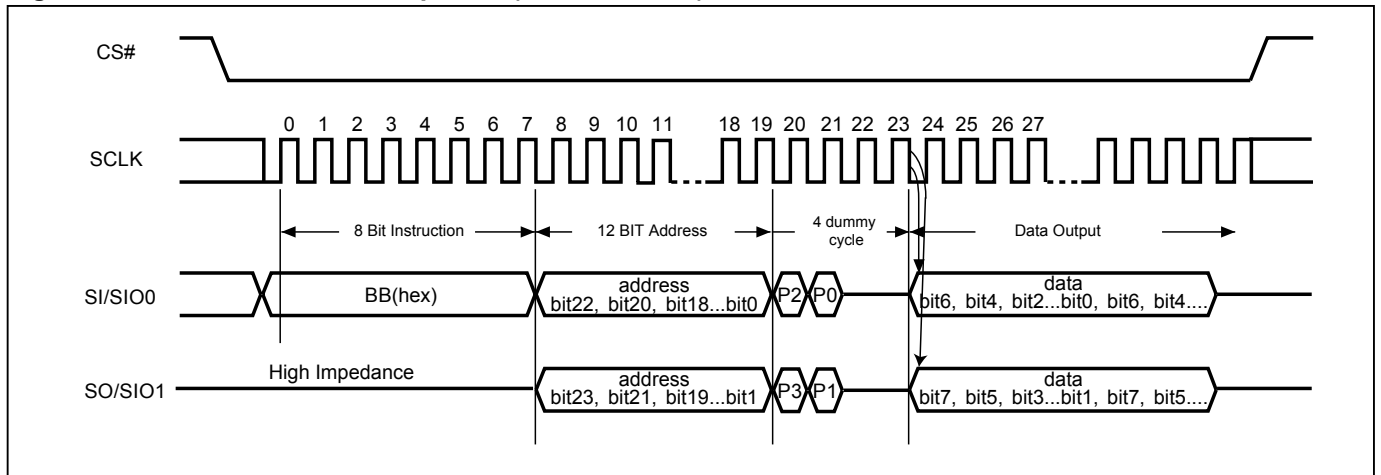 CS#
0 1 2 3 4 5 6 7 8 9 10 11 18 19 20 21 22 23 24 25 26 27
SCLK
8 Bit Instruction
12 BIT Address
4 dummy
cycle
Data Output
SI/SIO0
BB(hex)
address
bit22, bit20, bit18...bit0
P2
P0
data
bit6, bit4, bit2...bit0, bit6, bit4....
High Impedance
SO/SIO1
address
bit23, bit21, bit19...bit1
P3
P1
data
bit7, bit5, bit3...bit1, bit7, bit5....